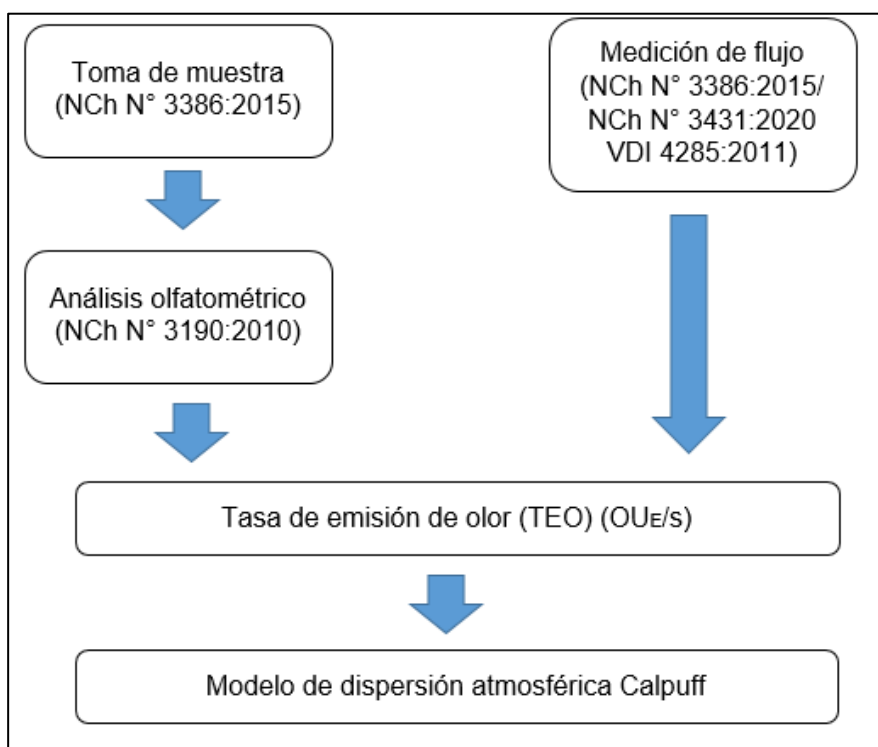 Toma de muestra
(NCh N° 3386:2015)
Medición de flujo
(NCh N° 3386:2015/
NCh N° 3431:2020
VDI 4285:2011)
Análisis olfatométrico
(NCh N° 3190:2010)
Tasa de emisión de olor (TEO) (OUE/s)
Modelo de dispersión atmosférica Calpuff